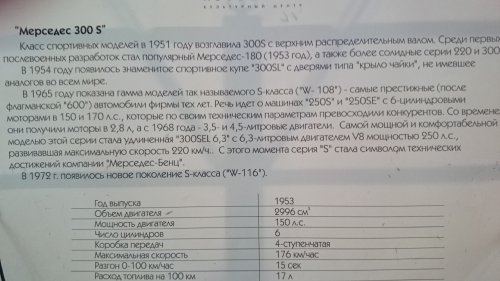 КУЛЬТУРНЫЙ ЦЕНТР
"Мерседес 300 S"
Класс спортивных моделей в 1951 году возглавила 300S с верхним распределительным валом. Среди первых
послевоенных разработок стал популярный Мерседес-180 (1953 год), а также более солидные серии 220 и 300
В 1954 году появилось знаменитое спортивное купе "300SL" с дверями типа "крыло чайки", не имевшее
аналогов во всем мире.
В 1965 году показана гамма моделей так называемого S-класса ("W- 108") - самые престижные (после
флагманской "600") автомобили фирмы тех лет. Речь идет о машинах "250S" и "250SE" с 6-цилиндровыми
моторами в 150 и 170 л.с., которые по своим техническим параметрам превосходили конкурентов. Со времене
они получили моторы в 2,8 л, а с 1968 года - 3,5- и 4,5-литровые двигатели. Самой мощной и комфортабельной
моделью этой серии стала удлиненная "300SEL 6,3" с 6,3-литровым двигателем V8 мощностью 250 л.с.,
развивавшая максимальную скорость 220 км/ч.. С этого момента серия "S" стала символом технических
достижений компании "Мерседес-Бенц".
В 1972 г. появилось новое поколение S-класса ("W-116").
Год выпуска 1953
Объем двигателя 2996 см³
Мощность двигателя 150 л.с.
Число цилиндров 6
Коробка передач 4-ступенчатая
Максимальная скорость 176 км/час
Разгон 0-100 км/час 15 сек
Расход топлива на 100 км 17 л